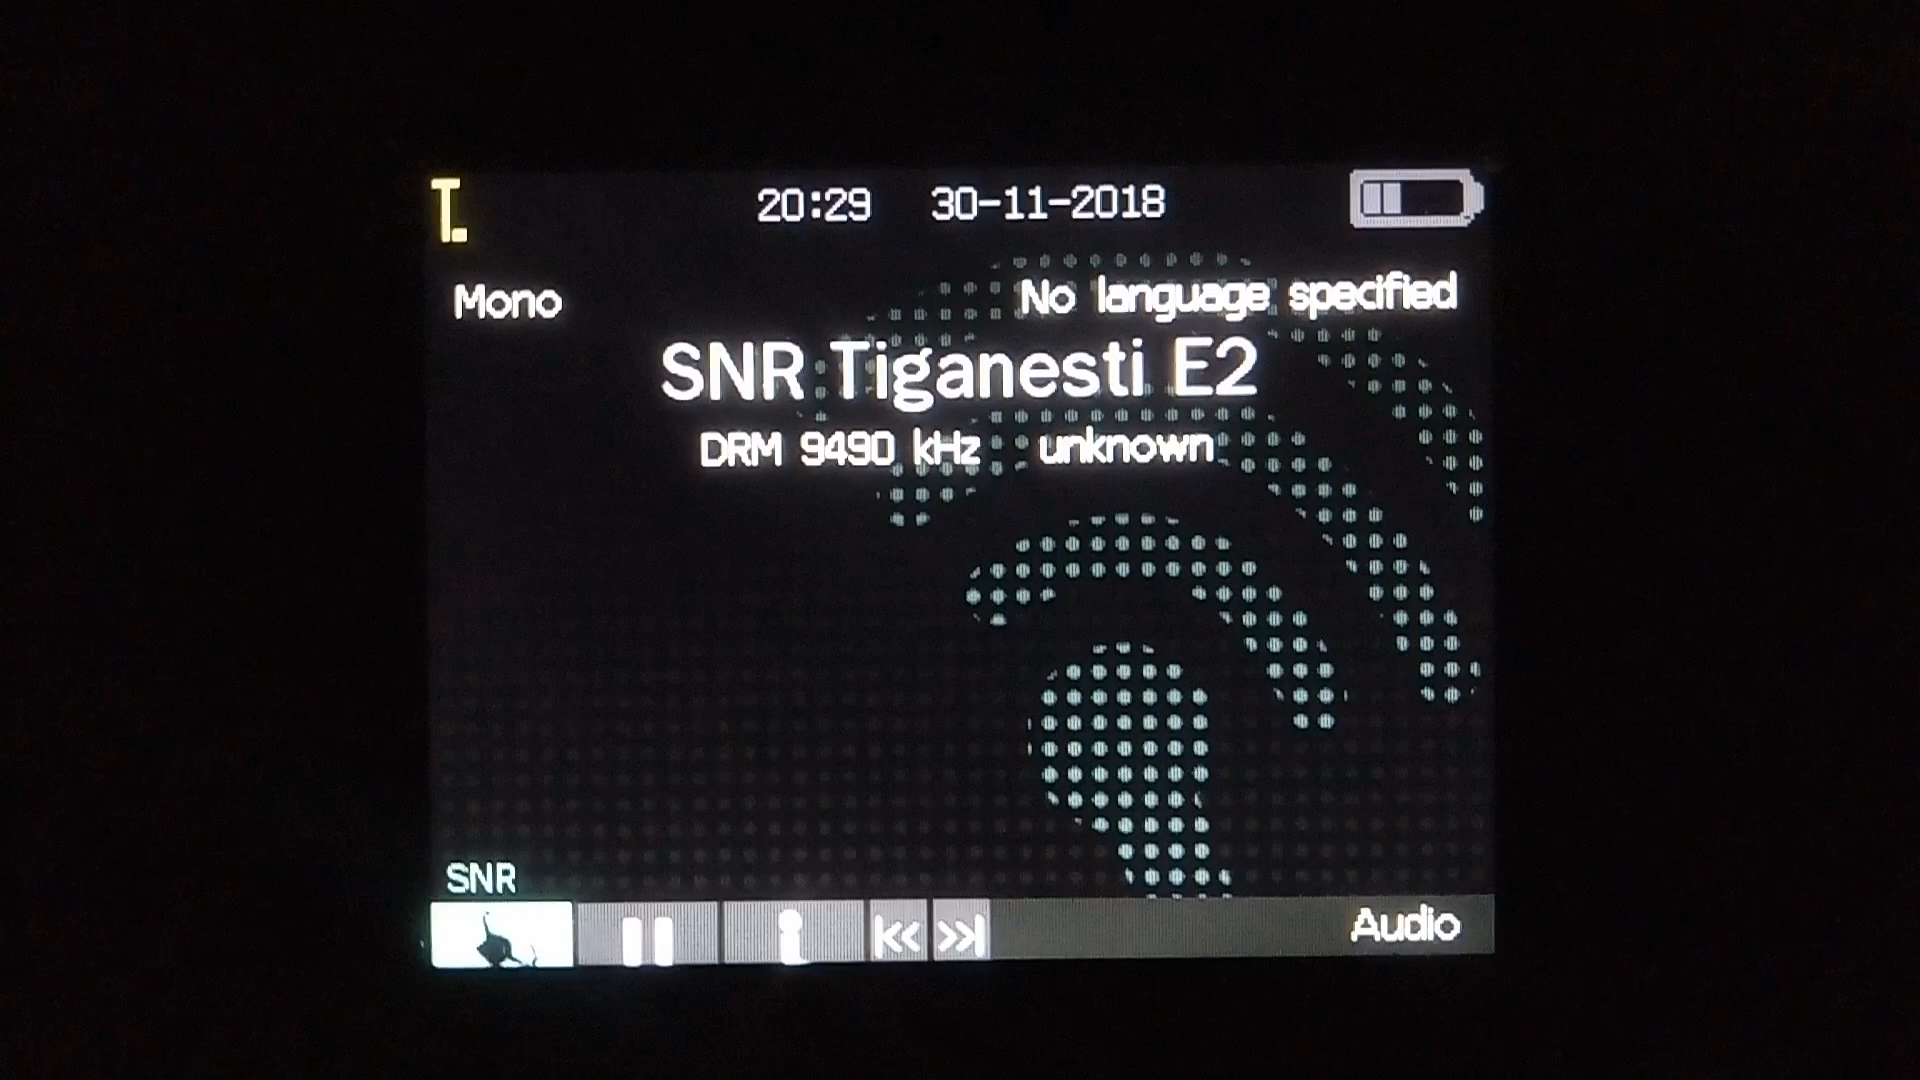 20:29 30-11-2018
Mono No language specified
SNR Tiganesti E2
DRM 9490 kHz unknown
SNR
Audio